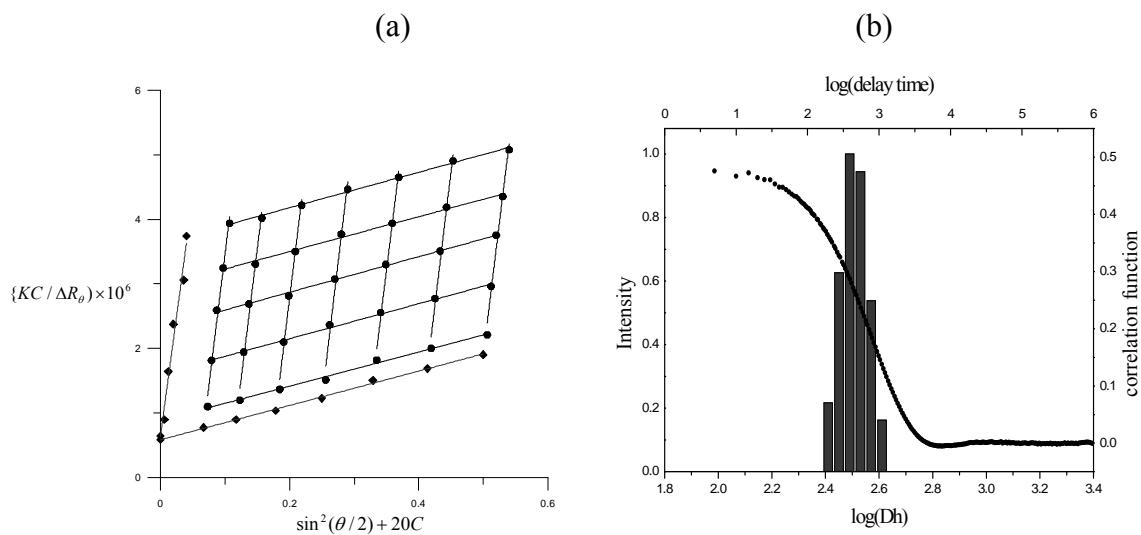 (a)
(b)
6
4
2
0
{KC / ΔR_θ) × 10^6
0
0.2
0.4
0.6
sin^2(θ/2) + 20C
log(delay time)
0 1 2 3 4 5 6
1.0
0.8
0.6
0.4
0.2
0.0
Intensity
0.5
0.4
0.3
0.2
0.1
0.0
correlation function
1.8 2.0 2.2 2.4 2.6 2.8 3.0 3.2 3.4
log(Dh)